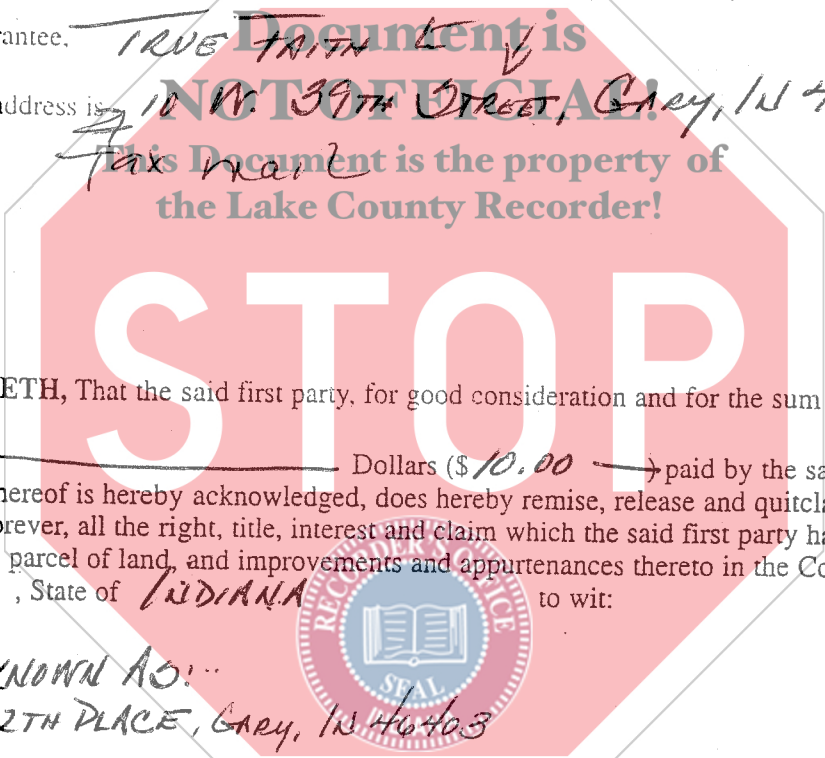 rantee, TRUE FAITH
Document is
NOT OFFICIAL!
address is 10 W. 39TH STREET, GARY, IN 4
Tax mail
This Document is the property of
the Lake County Recorder!
STOP
ETH, That the said first party, for good consideration and for the sum
Dollars ($ 10.00 ) paid by the sa
hereof is hereby acknowledged, does hereby remise, release and quitcla
orever, all the right, title, interest and claim which the said first party ha
parcel of land, and improvements and appurtenances thereto in the Co
, State of INDIANA to wit:
RECORDER'S OFFICE
SEAL
KNOWN AS:
2TH PLACE, GARY, IN 46403